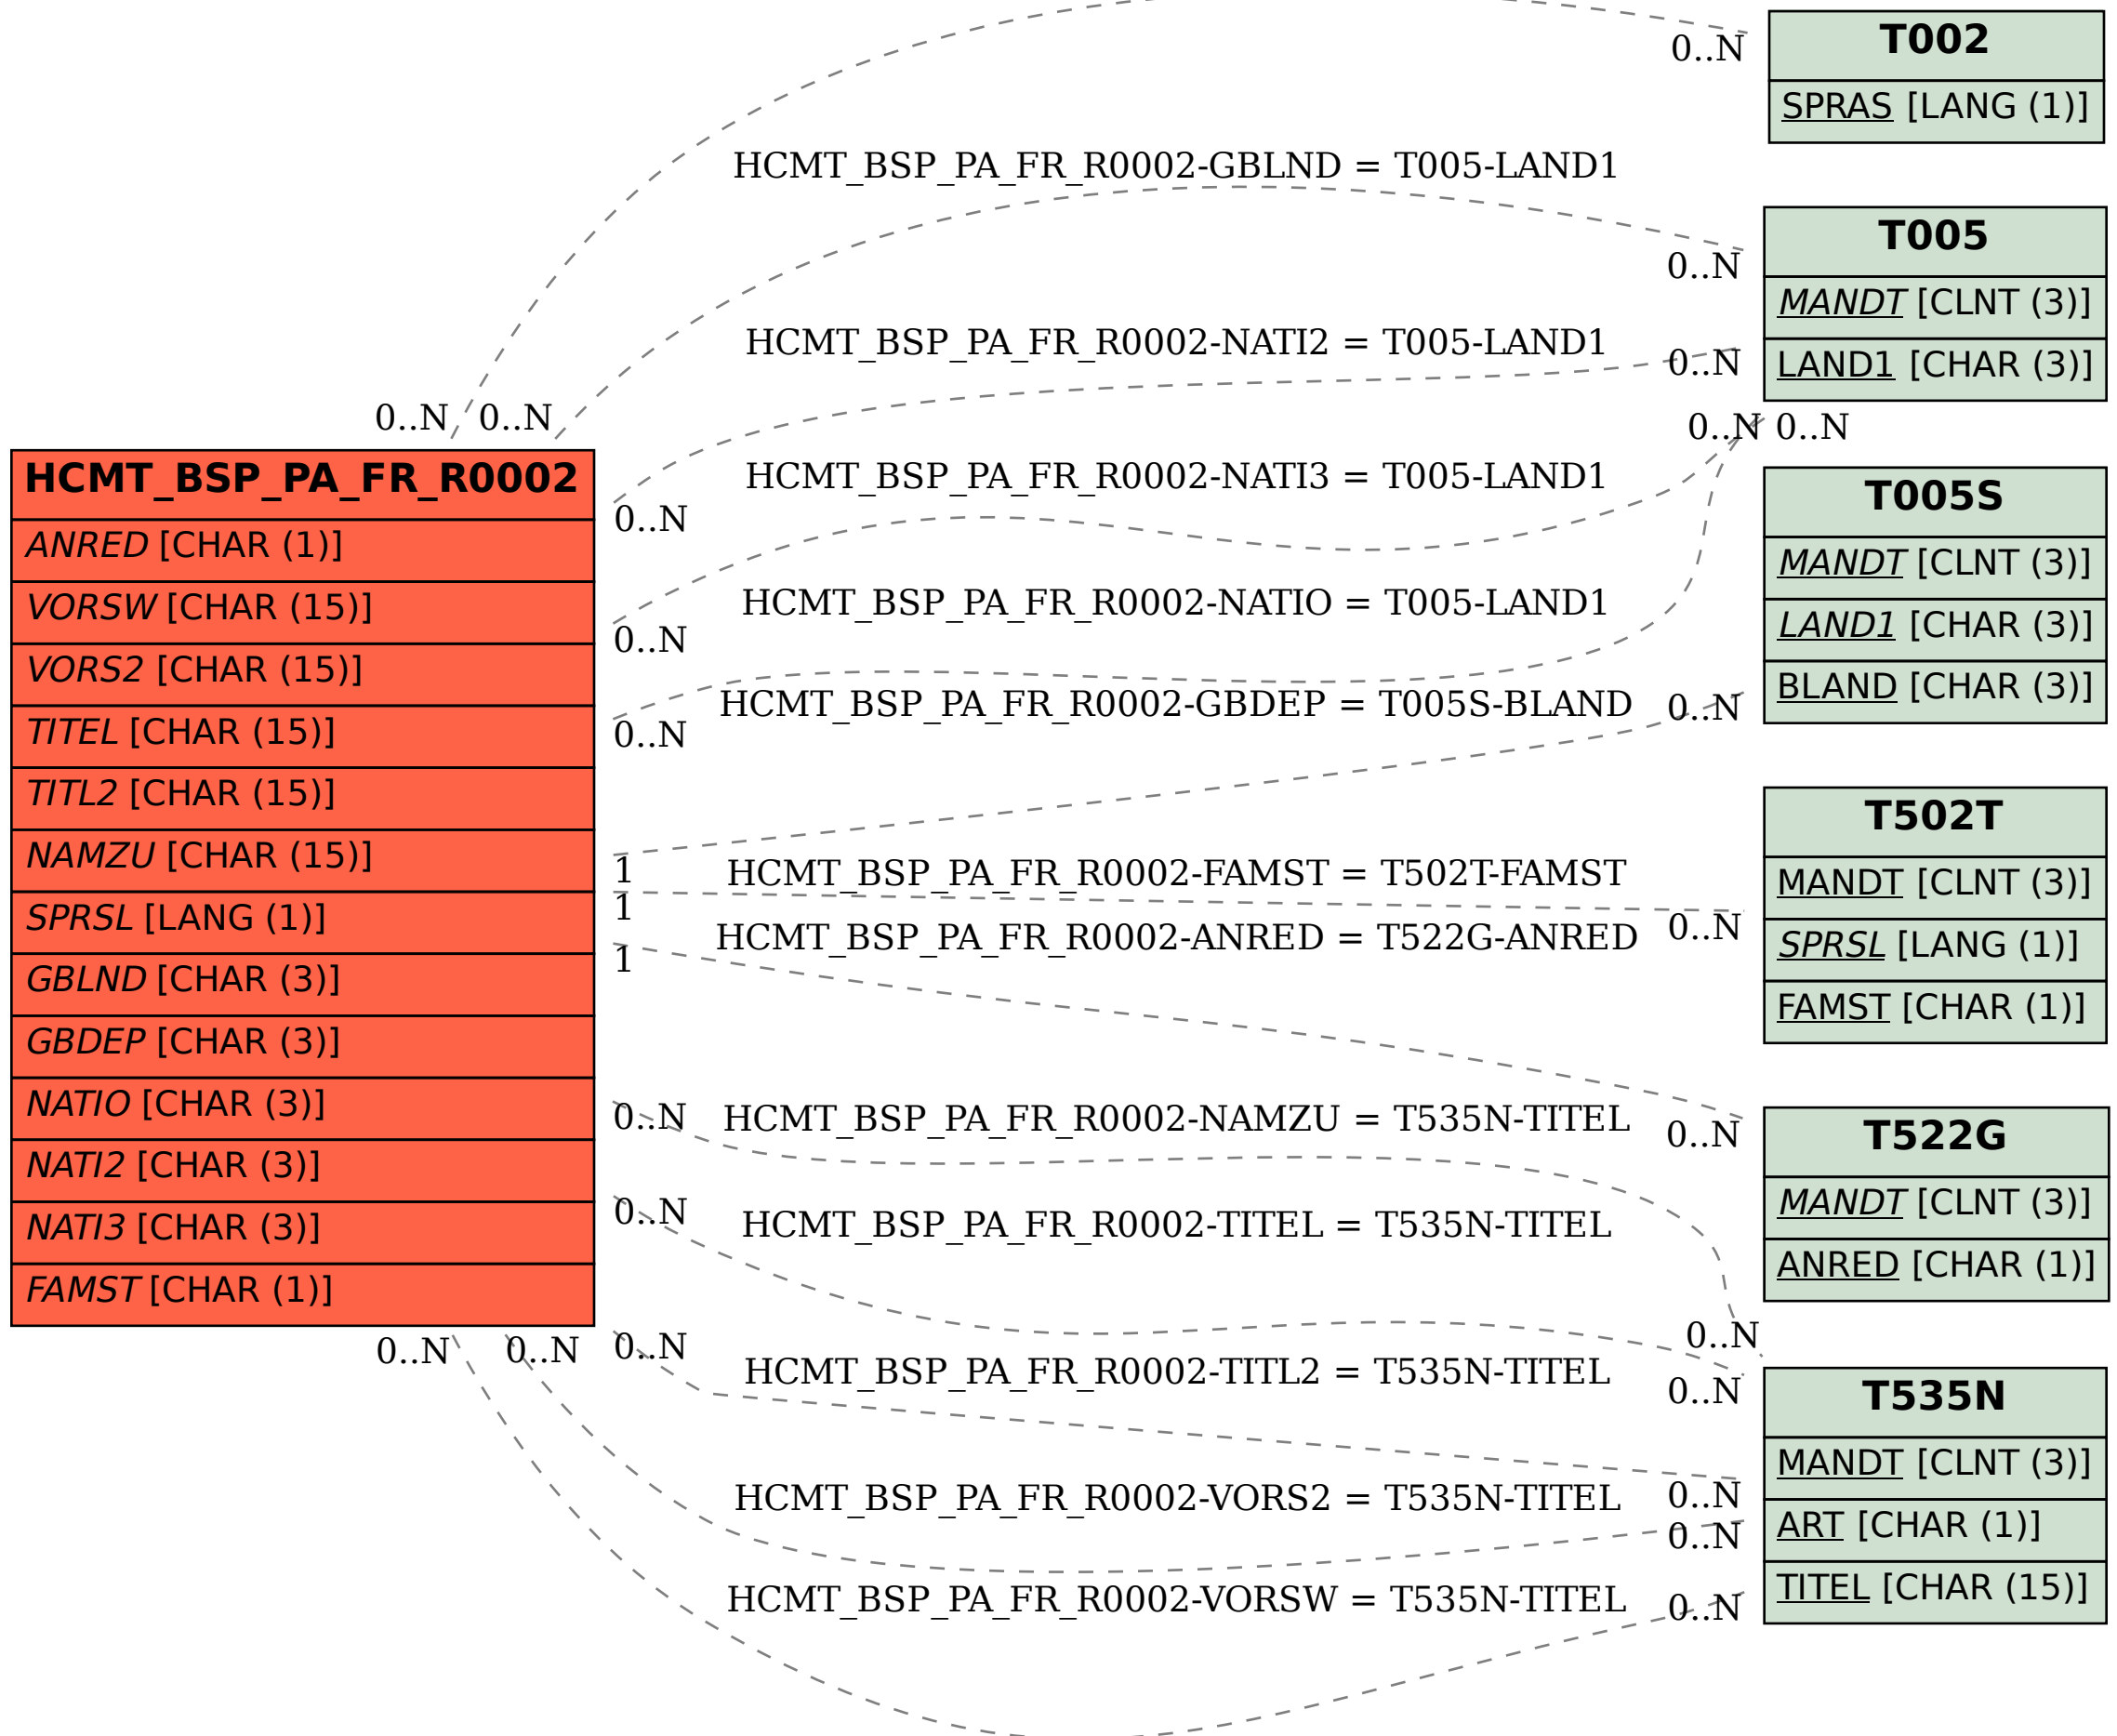 T002
0..N
SPRAS [LANG (1)]
HCMT_BSP_PA_FR_R0002-GBLND = T005-LAND1
T005
0..N
MANDT [CLNT (3)]
HCMT_BSP_PA_FR_R0002-NATI2 = T005-LAND1
0..N
LAND1 [CHAR (3)]
0..N 0..N
0..N 0..N
HCMT_BSP_PA_FR_R0002
ANRED [CHAR (1)]
VORSW [CHAR (15)]
VORS2 [CHAR (15)]
TITEL [CHAR (15)]
TITL2 [CHAR (15)]
NAMZU [CHAR (15)]
SPRSL [LANG (1)]
GBLND [CHAR (3)]
GBDEP [CHAR (3)]
NATIO [CHAR (3)]
NATI2 [CHAR (3)]
NATI3 [CHAR (3)]
FAMST [CHAR (1)]
HCMT_BSP_PA_FR_R0002-NATI3 = T005-LAND1
0..N
T005S
MANDT [CLNT (3)]
LAND1 [CHAR (3)]
BLAND [CHAR (3)]
HCMT_BSP_PA_FR_R0002-NATIO = T005-LAND1
0..N
HCMT_BSP_PA_FR_R0002-GBDEP = T005S-BLAND
0..N
0..N
T502T
MANDT [CLNT (3)]
SPRSL [LANG (1)]
FAMST [CHAR (1)]
1
HCMT_BSP_PA_FR_R0002-FAMST = T502T-FAMST
1
0..N
HCMT_BSP_PA_FR_R0002-ANRED = T522G-ANRED
1
0..N
HCMT_BSP_PA_FR_R0002-NAMZU = T535N-TITEL
0..N
T522G
MANDT [CLNT (3)]
ANRED [CHAR (1)]
0..N
HCMT_BSP_PA_FR_R0002-TITEL = T535N-TITEL
0..N
0..N
0..N
0..N
HCMT_BSP_PA_FR_R0002-TITL2 = T535N-TITEL
0..N
T535N
MANDT [CLNT (3)]
ART [CHAR (1)]
TITEL [CHAR (15)]
HCMT_BSP_PA_FR_R0002-VORS2 = T535N-TITEL
0..N
0..N
HCMT_BSP_PA_FR_R0002-VORSW = T535N-TITEL
0..N